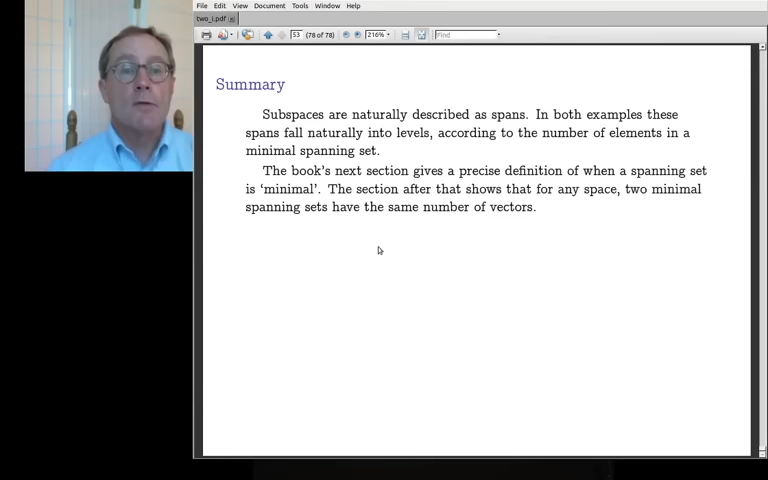 File Edit View Document Tools Window Help
two_i.pdf
53 (78 of 78) 216% Find
Summary
Subspaces are naturally described as spans. In both examples these
spans fall naturally into levels, according to the number of elements in a
minimal spanning set.
The book's next section gives a precise definition of when a spanning set
is ‘minimal’. The section after that shows that for any space, two minimal
spanning sets have the same number of vectors.